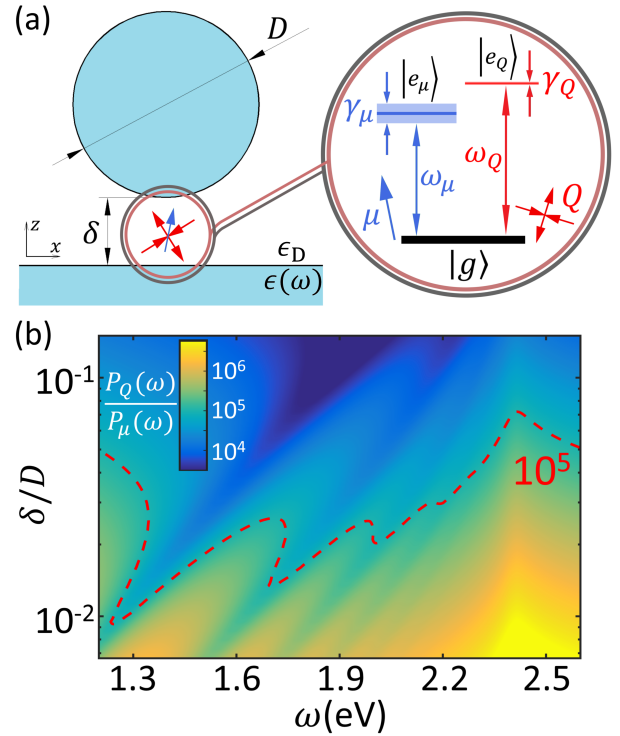 (a)
D
|e_μ⟩
|e_Q⟩
γ_μ
γ_Q
ω_μ
ω_Q
μ
Q
δ
z
x
ϵ_D
ϵ(ω)
|g⟩
(b)
P_Q(ω)
P_μ(ω)
10^6
10^5
10^4
10^-1
10^-2
δ/D
10^5
1.3 1.6 1.9 2.2 2.5
ω(eV)